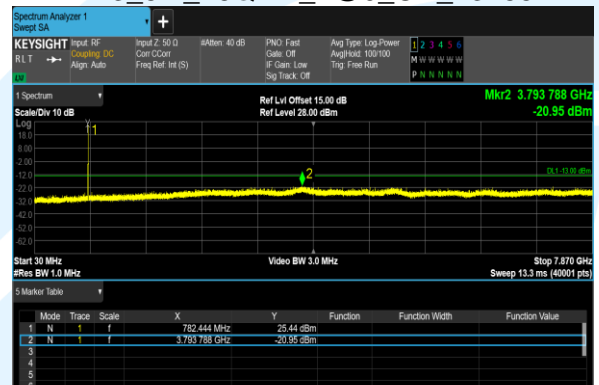 Spectrum Analyzer 1
Swept SA
KEYSIGHT Input: RF Input Z: 50 Ω #Atten: 40 dB PNO: Fast Avg Type: Log-Power 1 2 3 4 5 6
RLT Coupling: DC Corr CCorr Gate: Off Avg|Hold: 100/100 M W W W W W
Align: Auto Freq Ref: Int (S) IF Gain: Low Trig: Free Run
Sig Track: Off P N N N N N
1 Spectrum Ref Lvl Offset 15.00 dB Mkr2 3.793 788 GHz
Scale/Div 10 dB Ref Level 28.00 dBm -20.95 dBm
Log
18.0
8.00
-2.00
-12.0
-22.0
-32.0
-42.0
-52.0
-62.0
1
2
DL1 -13.00 dBm
Start 30 MHz Video BW 3.0 MHz Stop 7.870 GHz
#Res BW 1.0 MHz Sweep 13.3 ms (40001 pts)
5 Marker Table
Mode Trace Scale X Y Function Function Width Function Value
1 N 1 f 782.444 MHz 25.44 dBm
2 N 1 f 3.793 788 GHz -20.95 dBm
3
4
5